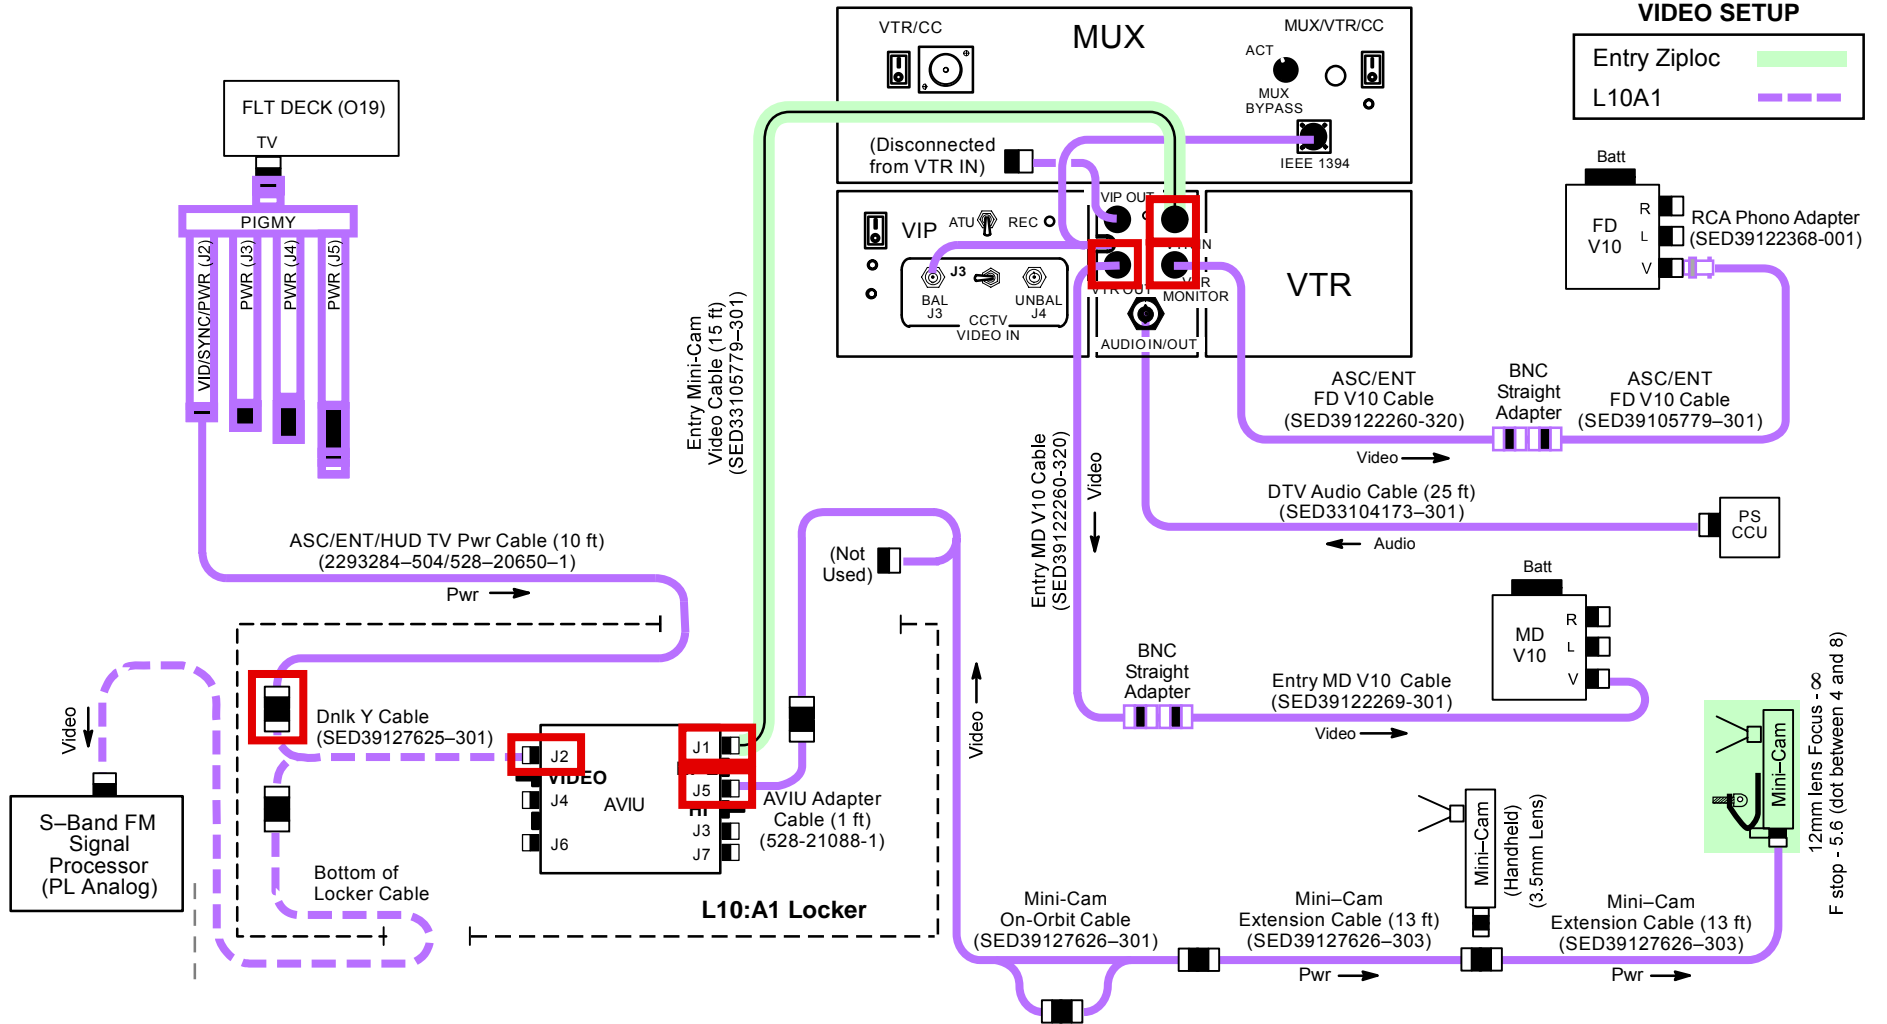 VIDEO SETUP
Entry Ziploc
L10A1
MUX
VTR/CC
MUX/VTR/CC
ACT
MUX
BYPASS
IEEE 1394
(Disconnected
from VTR IN)
FLT DECK (O19)
TV
PIGMY
VID/SYNC/PWR (J2)
PWR (J3)
PWR (J4)
PWR (J5)
VIP
ATU
REC
J3
BAL
J3
UNBAL
J4
CCTV
VIDEO IN
VIP OUT
IN
VTR OUT
MONITOR
AUDIO IN/OUT
VTR
Batt
FD
V10
R
L
V
RCA Phono Adapter
(SED39122368-001)
Entry Mini-Cam
Video Cable (15 ft)
(SED33105779–301)
ASC/ENT
FD V10 Cable
(SED39122260-320)
BNC
Straight
Adapter
ASC/ENT
FD V10 Cable
(SED39105779–301)
Video
Entry MD V10 Cable
(SED39122260-320)
Video
DTV Audio Cable (25 ft)
(SED33104173–301)
Audio
PS
CCU
ASC/ENT/HUD TV Pwr Cable (10 ft)
(2293284–504/528–20650–1)
Pwr
(Not
Used)
Batt
MD
V10
R
L
V
BNC
Straight
Adapter
Entry MD V10 Cable
(SED39122269-301)
Video
Video
Dnlk Y Cable
(SED39127625–301)
J2
VIDEO
J4
AVIU
J6
J1
J5
J3
J7
AVIU Adapter
Cable (1 ft)
(528-21088-1)
Video
S–Band FM
Signal
Processor
(PL Analog)
Bottom of
Locker Cable
L10:A1 Locker
Mini-Cam
On-Orbit Cable
(SED39127626–301)
Mini–Cam
Extension Cable (13 ft)
(SED39127626–303)
Pwr
Mini–Cam
(Handheld)
(3.5mm Lens)
Mini–Cam
Extension Cable (13 ft)
(SED39127626–303)
Pwr
Mini–Cam
12mm lens Focus - ∞
F stop - 5.6 (dot between 4 and 8)